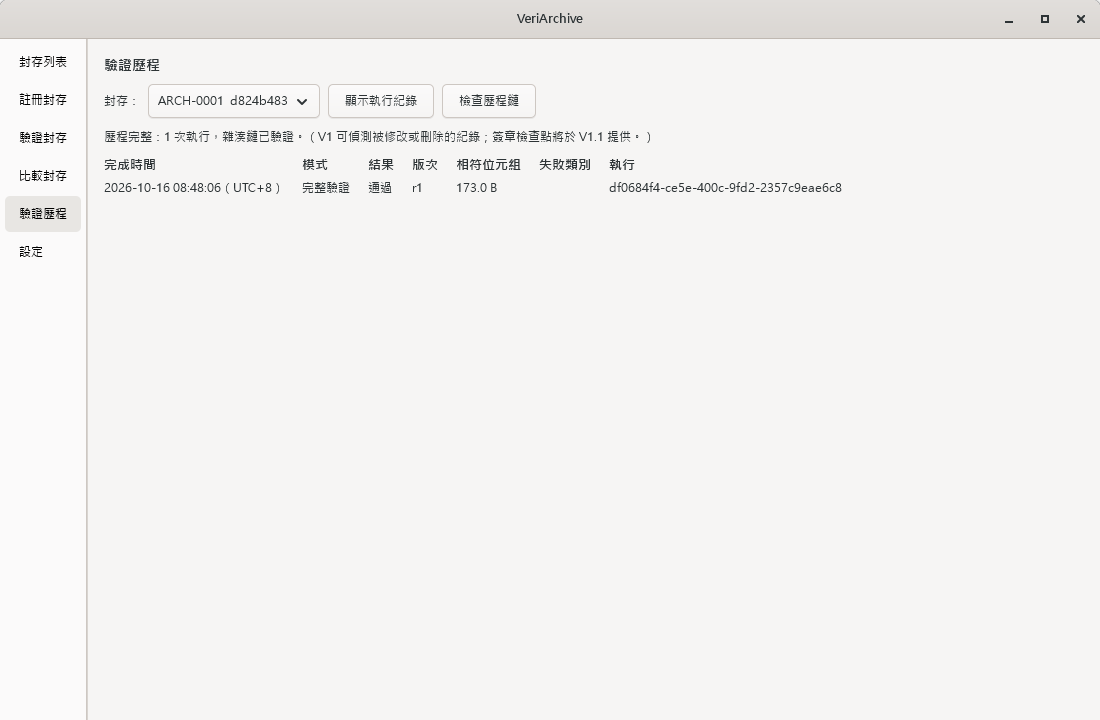 VeriArchive
封存列表
註冊封存
驗證封存
比較封存
驗證歷程
設定
驗證歷程
封存： ARCH-0001 d824b483 顯示執行紀錄 檢查歷程鏈
歷程完整：1 次執行，雜湊鏈已驗證。（V1 可偵測被修改或刪除的紀錄；簽章檢查點將於 V1.1 提供。）
完成時間 模式 結果 版次 相符位元組 失敗類別 執行
2026-10-16 08:48:06（UTC+8） 完整驗證 通過 r1 173.0 B df0684f4-ce5e-400c-9fd2-2357c9eae6c8